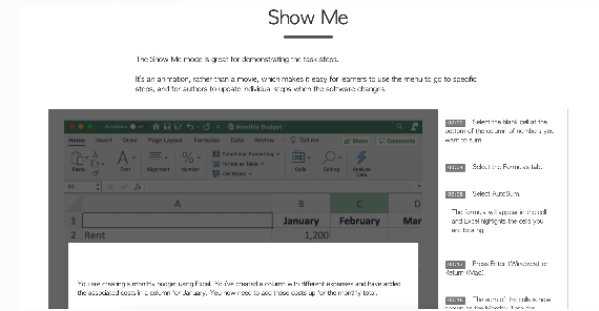 Show Me
The Show Me mode is great for demonstrating the task steps.
It's an animation, rather than a movie, which makes it easy for learners to use the menu to go to specific
steps, and for authors to update individual steps when the software changes.
Monthly Budget
Home Insert Draw Page Layout Formulas Data Review Tell me Share Comments
Paste Font Alignment Number Conditional Formatting Format as Table Cell Styles Cells Editing Analyze Data
A B C D
1 January February Mar
2 Rent 1,200
You are creating a monthly budget using Excel. You've created a column with different expenses and have added
the associated costs in a column for January. You now need to add those costs up for the monthly total.
Select the blank cell at the
bottom of the column of numbers you
want to sum.
Select the Formulas tab.
Select AutoSum.
The formula will appear in the cell
and Excel highlights the cells you
are totaling.
Press Enter (Windows) or
Return (Mac).
The sum of the cells is now